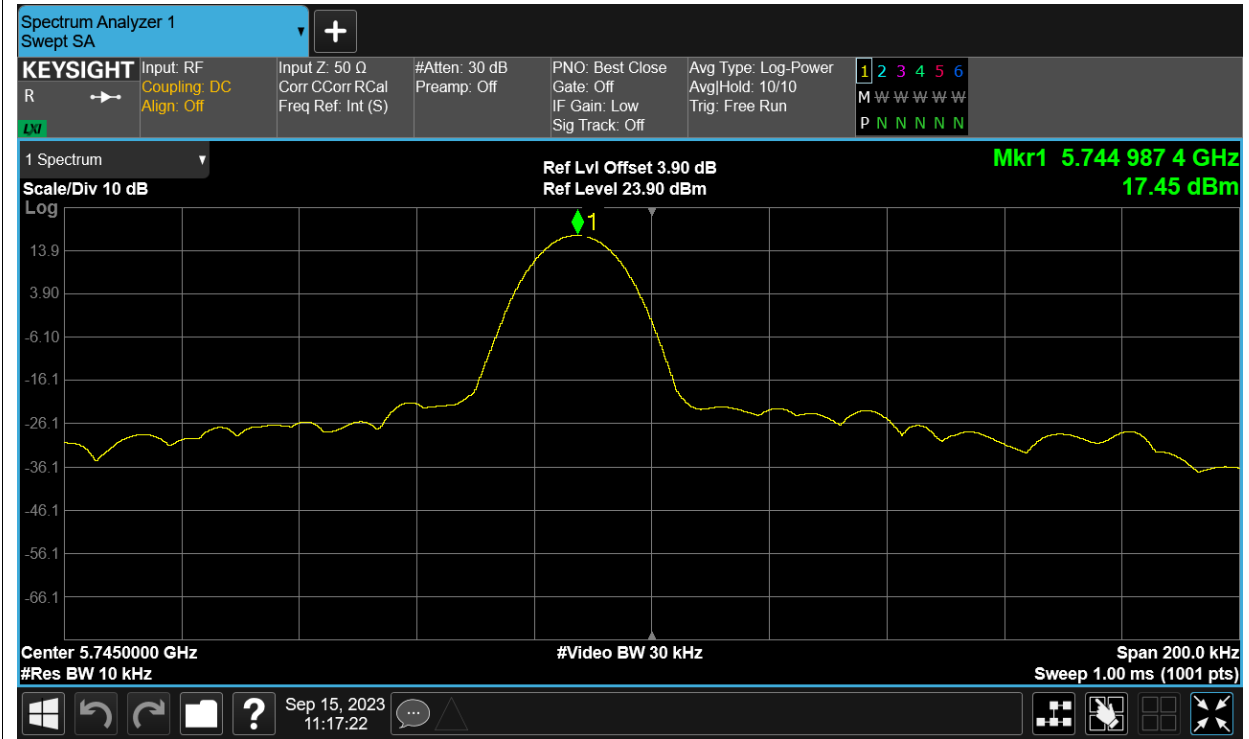 Spectrum Analyzer 1
Swept SA
KEYSIGHT
R
LXI
Input: RF
Coupling: DC
Align: Off
Input Z: 50 Ω
Corr CCorr RCal
Freq Ref: Int (S)
#Atten: 30 dB
Preamp: Off
PNO: Best Close
Gate: Off
IF Gain: Low
Sig Track: Off
Avg Type: Log-Power
Avg|Hold: 10/10
Trig: Free Run
1 2 3 4 5 6
M W W W W W W
P N N N N N N
1 Spectrum
Scale/Div 10 dB
Ref Lvl Offset 3.90 dB
Ref Level 23.90 dBm
Mkr1 5.744 987 4 GHz
17.45 dBm
Log
1
13.9
3.90
-6.10
-16.1
-26.1
-36.1
-46.1
-56.1
-66.1
Center 5.7450000 GHz
#Res BW 10 kHz
#Video BW 30 kHz
Span 200.0 kHz
Sweep 1.00 ms (1001 pts)
?
Sep 15, 2023
11:17:22